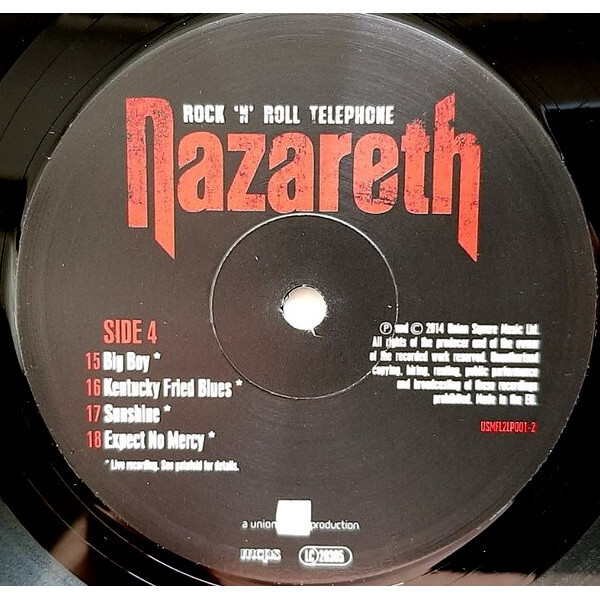 ROCK 'N' ROLL TELEPHONE
Nazareth
SIDE 4
15 Big Boy *
16 Kentucky Fried Blues *
17 Sunshine *
18 Expect No Mercy *
* Live recording. See gatefold for details.
℗ and © 2014 Union Square Music Ltd.
All rights of the producer and of the owner
of the recorded work reserved. Unauthorised
copying, hiring, renting, public performance
and broadcasting of these recordings
prohibited. Made in the EU.
USMFL2LP001-2
a union production
mcps
LC 28385